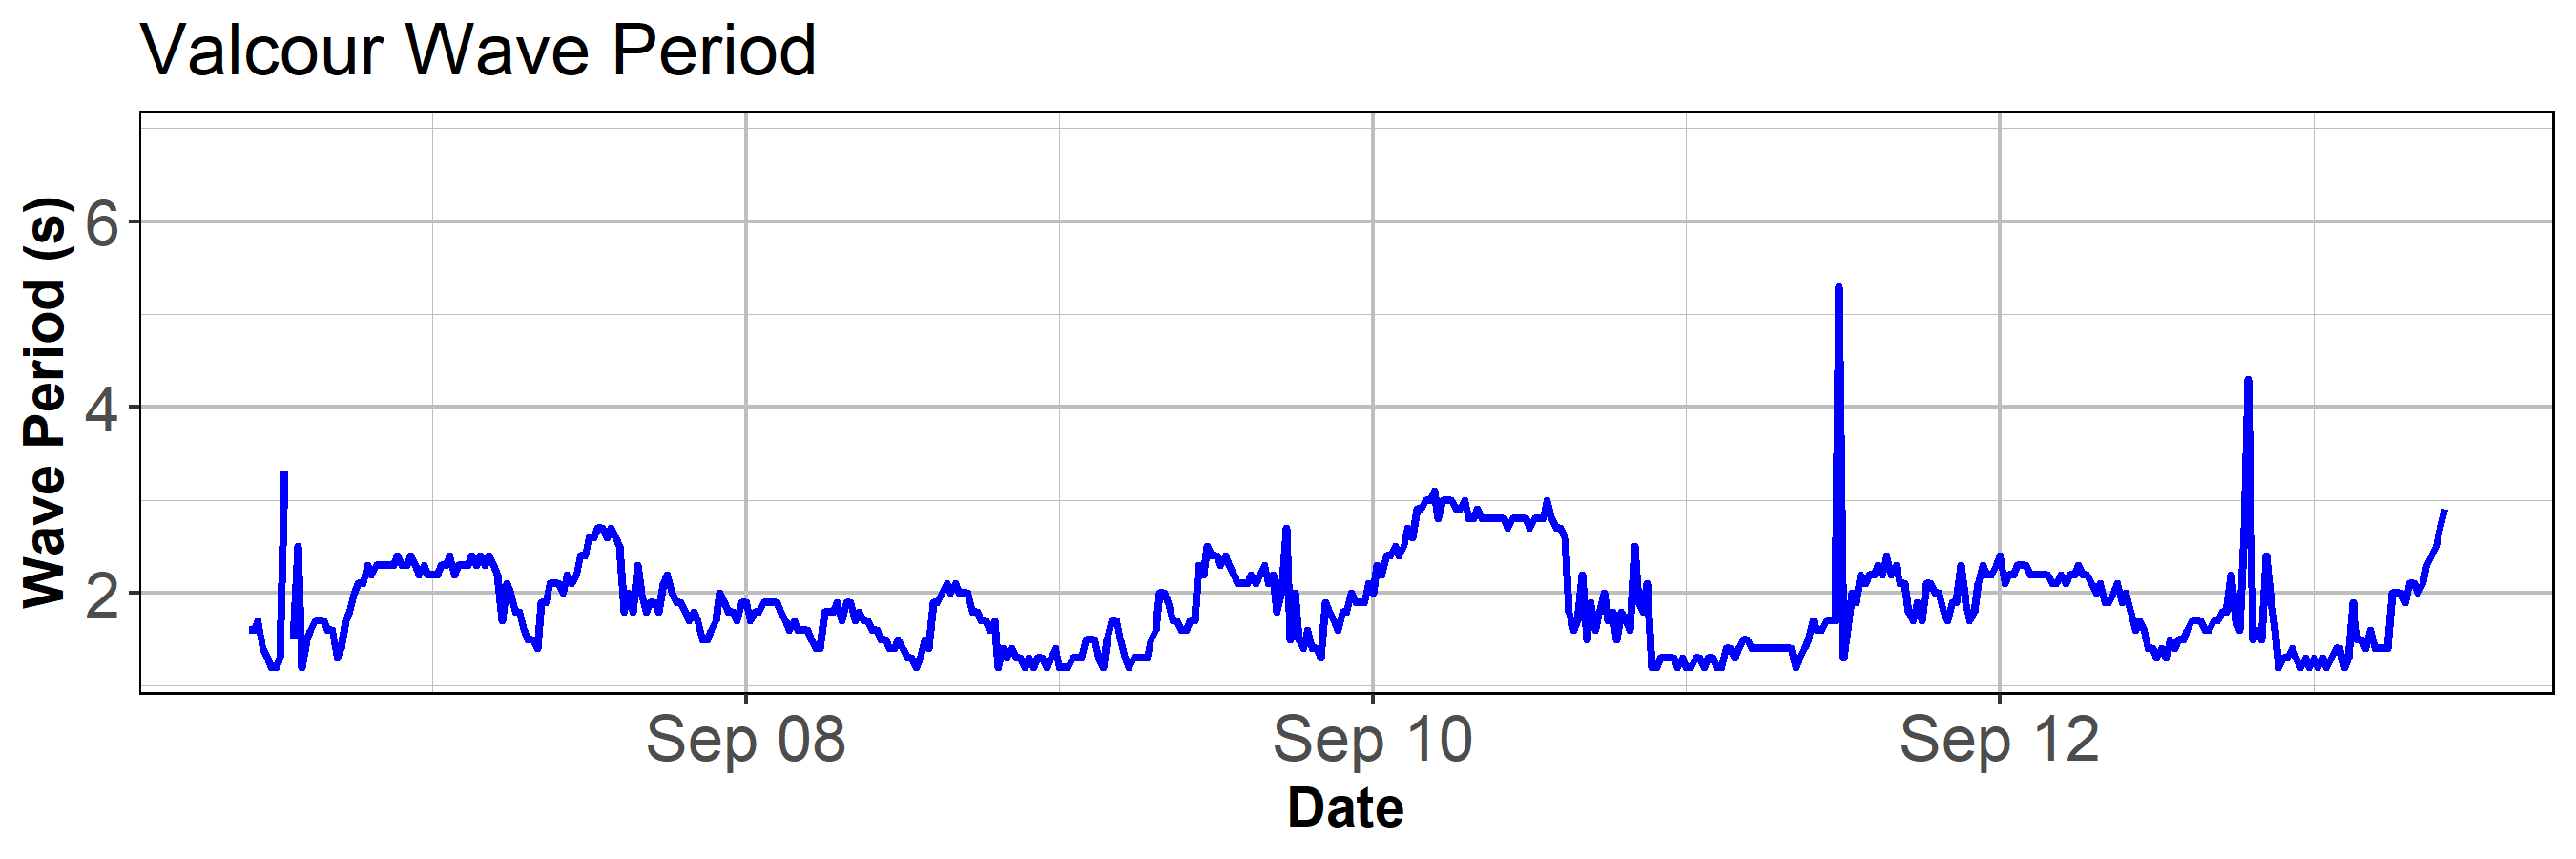 Valcour Wave Period
Wave Period (s)
6
4
2
Sep 08 Sep 10 Sep 12
Date